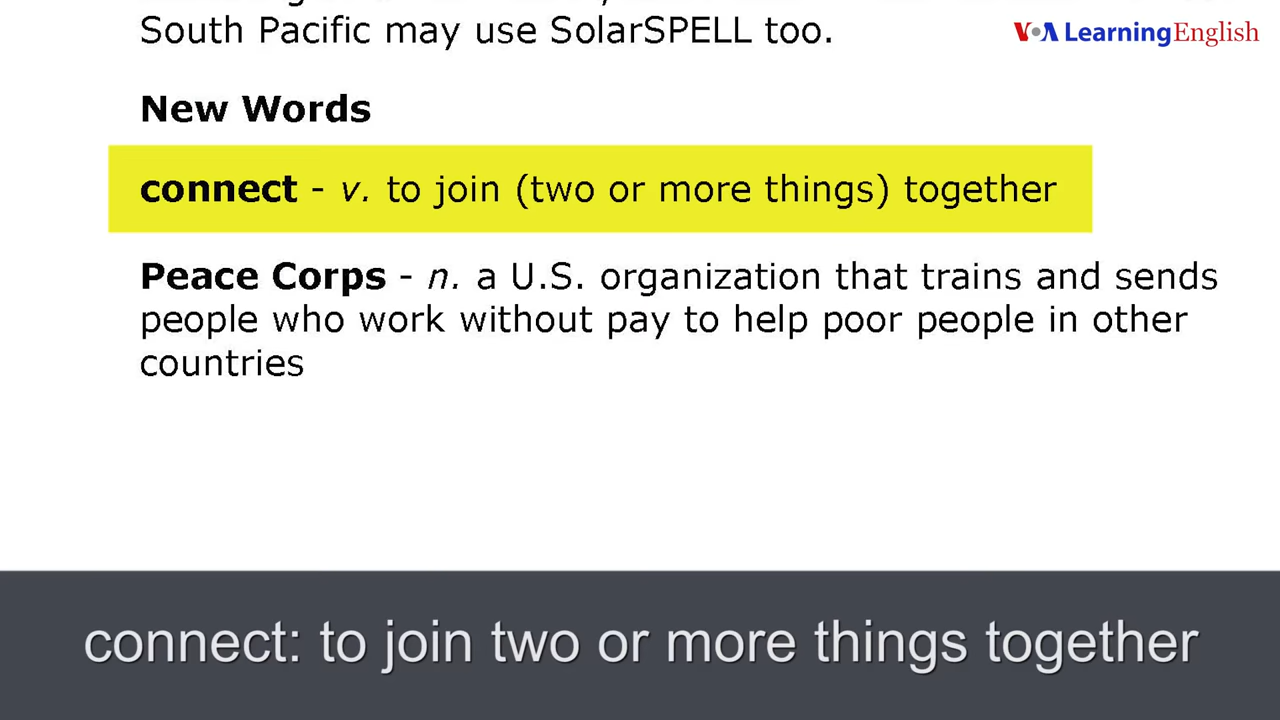 South Pacific may use SolarSPELL too.
VOA Learning English
New Words
connect - v. to join (two or more things) together
Peace Corps - n. a U.S. organization that trains and sends
people who work without pay to help poor people in other
countries
connect: to join two or more things together